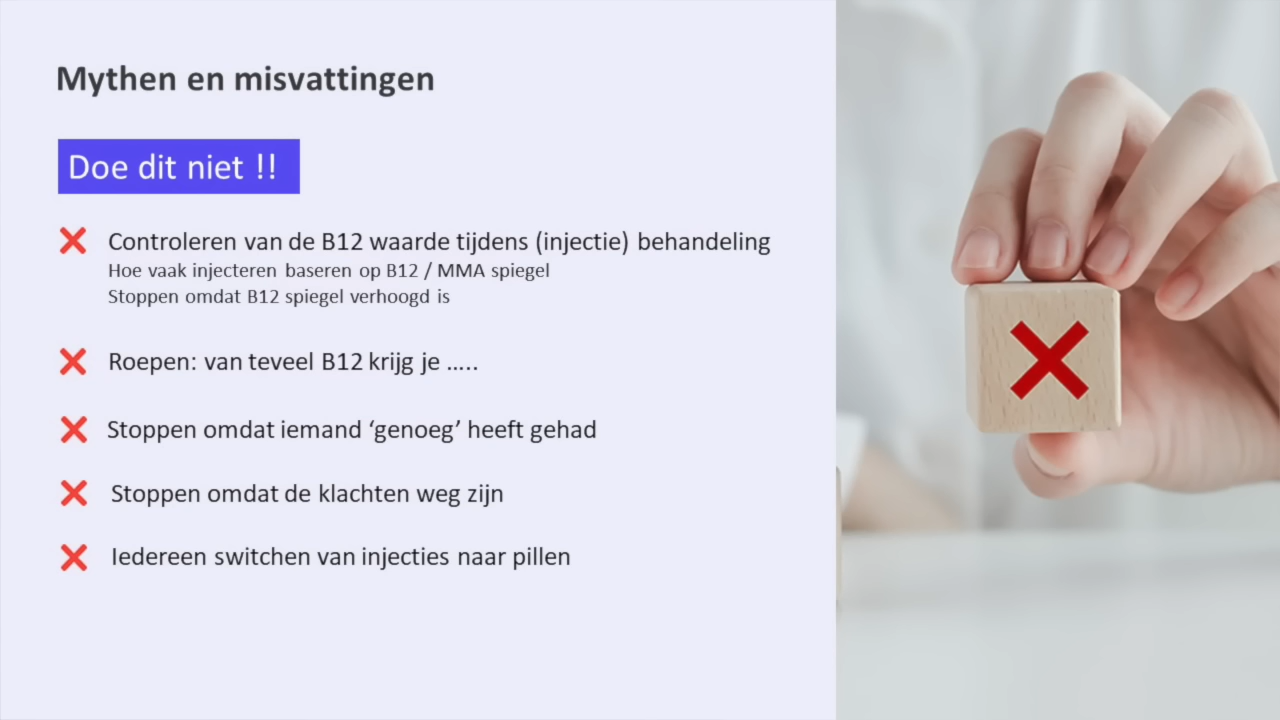 Mythen en misvattingen
Doe dit niet !!
Controleren van de B12 waarde tijdens (injectie) behandeling
Hoe vaak injecteren baseren op B12 / MMA spiegel
Stoppen omdat B12 spiegel verhoogd is
Roepen: van teveel B12 krijg je .....
Stoppen omdat iemand ‘genoeg’ heeft gehad
Stoppen omdat de klachten weg zijn
Iedereen switchen van injecties naar pillen